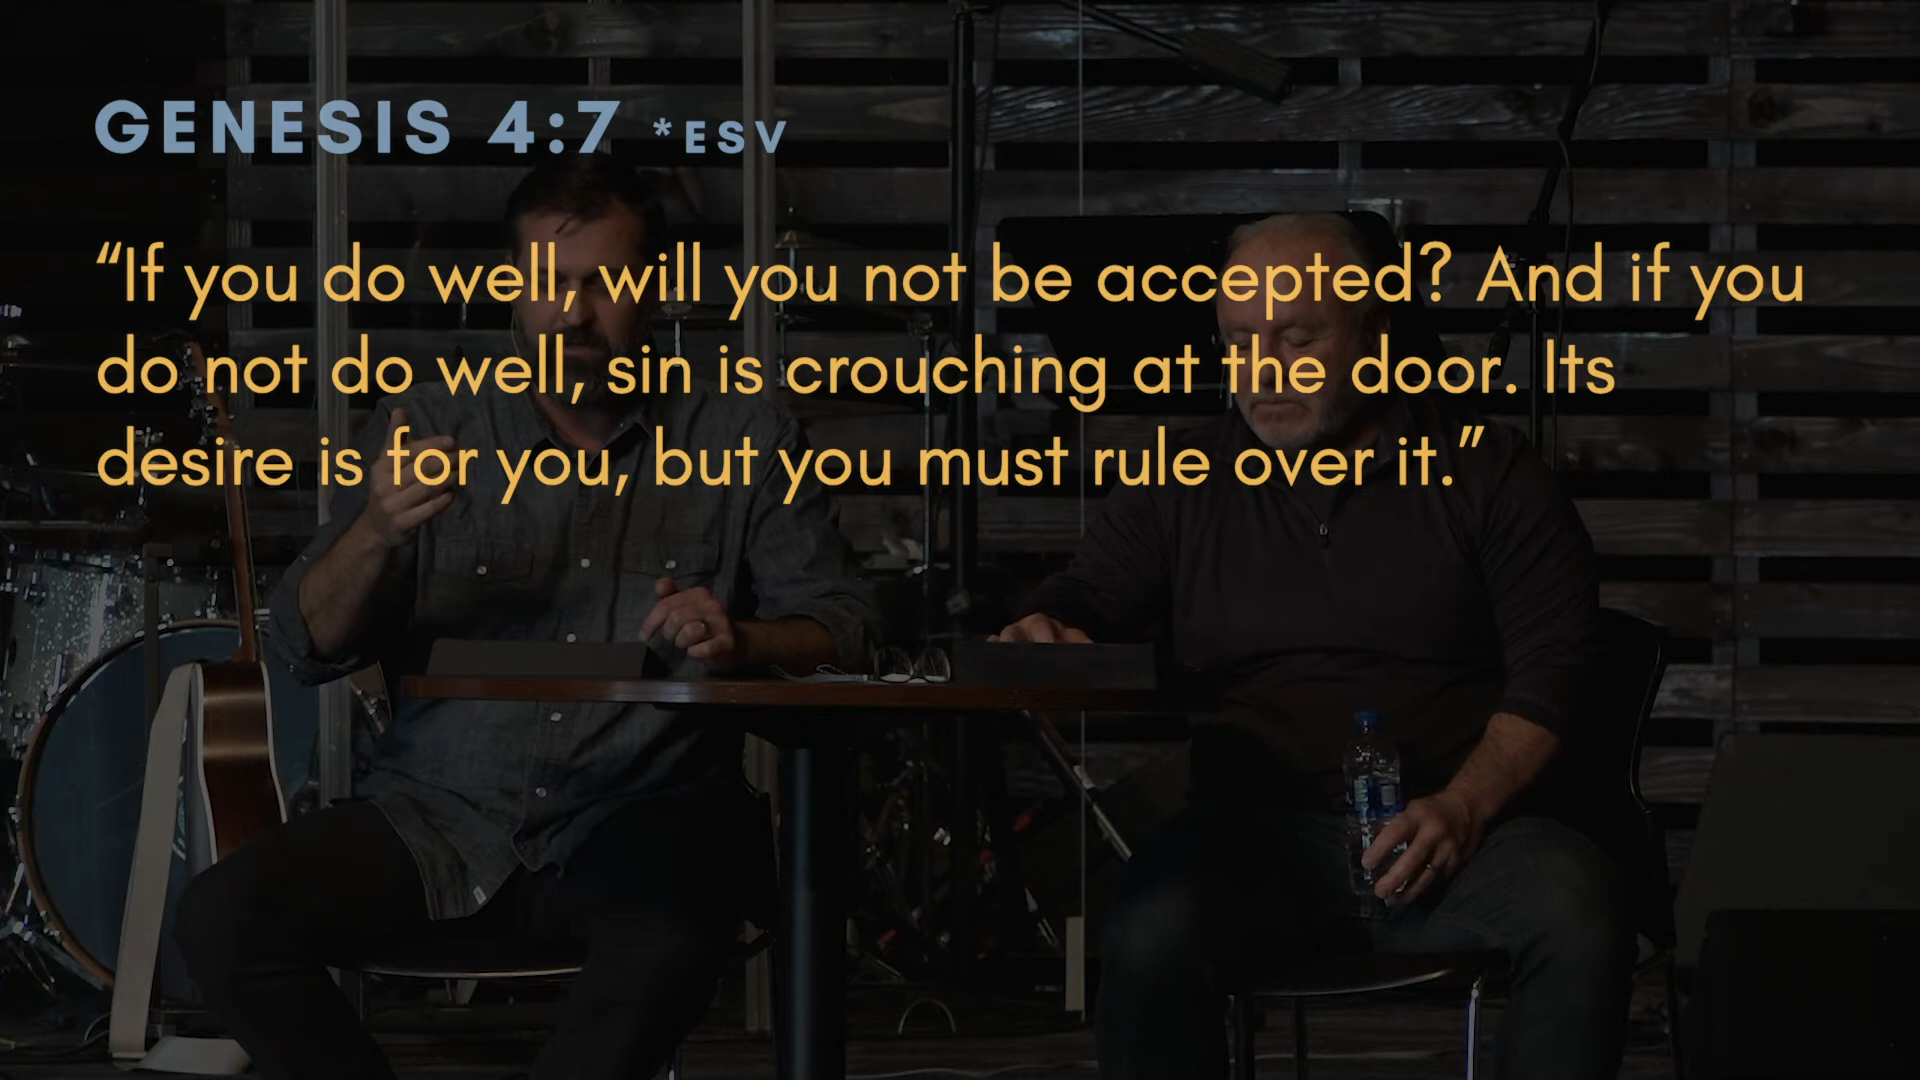 GENESIS 4:7 *ESV
“If you do well, will you not be accepted? And if you
do not do well, sin is crouching at the door. Its
desire is for you, but you must rule over it.”